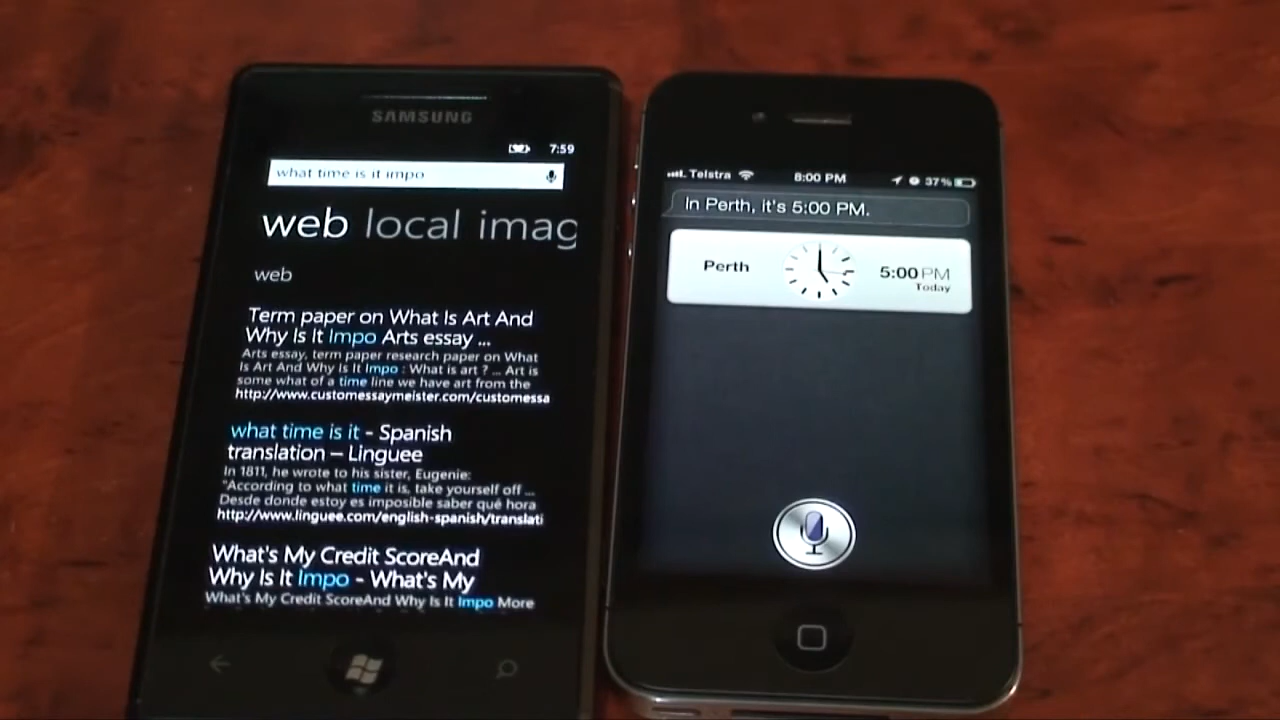 SAMSUNG
7:59
what time is it impo
web local imag
web
Term paper on What Is Art And
Why Is It Impo Arts essay ...
Arts essay, term paper research paper on What
Is Art And Why Is It Impo : What is art ? ... Art is
some what of a time line we have art from the
http://www.customessaymeister.com/customessa
what time is it - Spanish
translation – Linguee
In 1811, he wrote to his sister, Eugenie:
"According to what time it is, take yourself off ...
Desde donde estoy es imposible saber qué hora
http://www.linguee.com/english-spanish/translati
What's My Credit ScoreAnd
Why Is It Impo - What's My
What's My Credit ScoreAnd Why Is It Impo More
Telstra 8:00 PM 37%
In Perth, it's 5:00 PM.
Perth
5:00 PM
Today